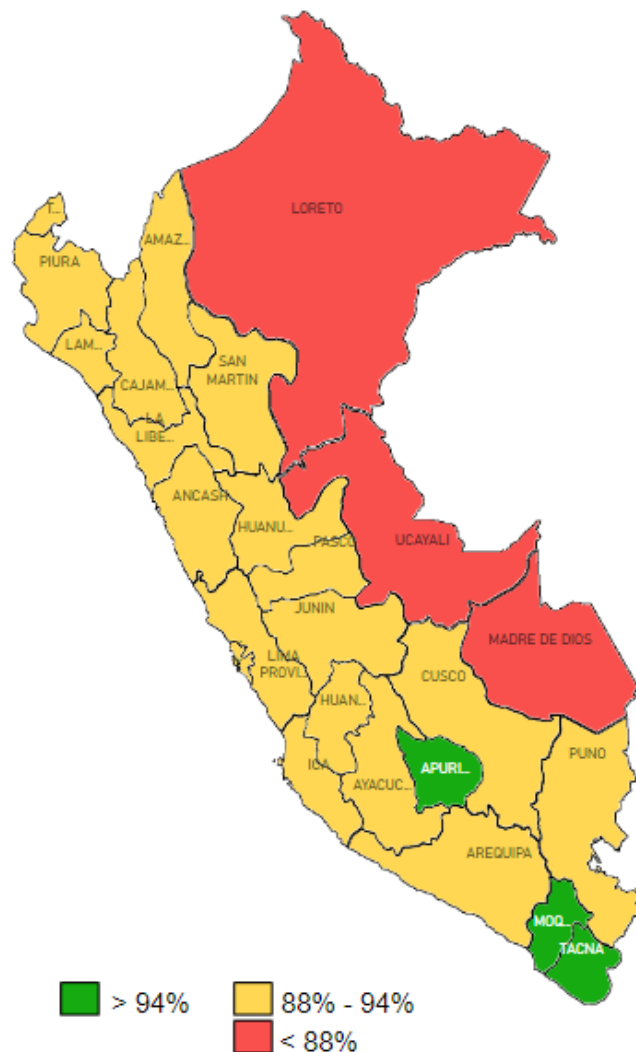 LORETO
T...
AMAZ...
PIURA
LAM...
SAN
MARTIN
CAJAM...
LA
LIBE...
ANCASH
HUANU...
PASCO
UCAYALI
JUNIN
MADRE DE DIOS
LIMA
PROVI...
CUSCO
HUAN...
PUNO
ICA
APURI...
AYACUC...
AREQUIPA
MOQ...
TACNA
> 94%
88% - 94%
< 88%